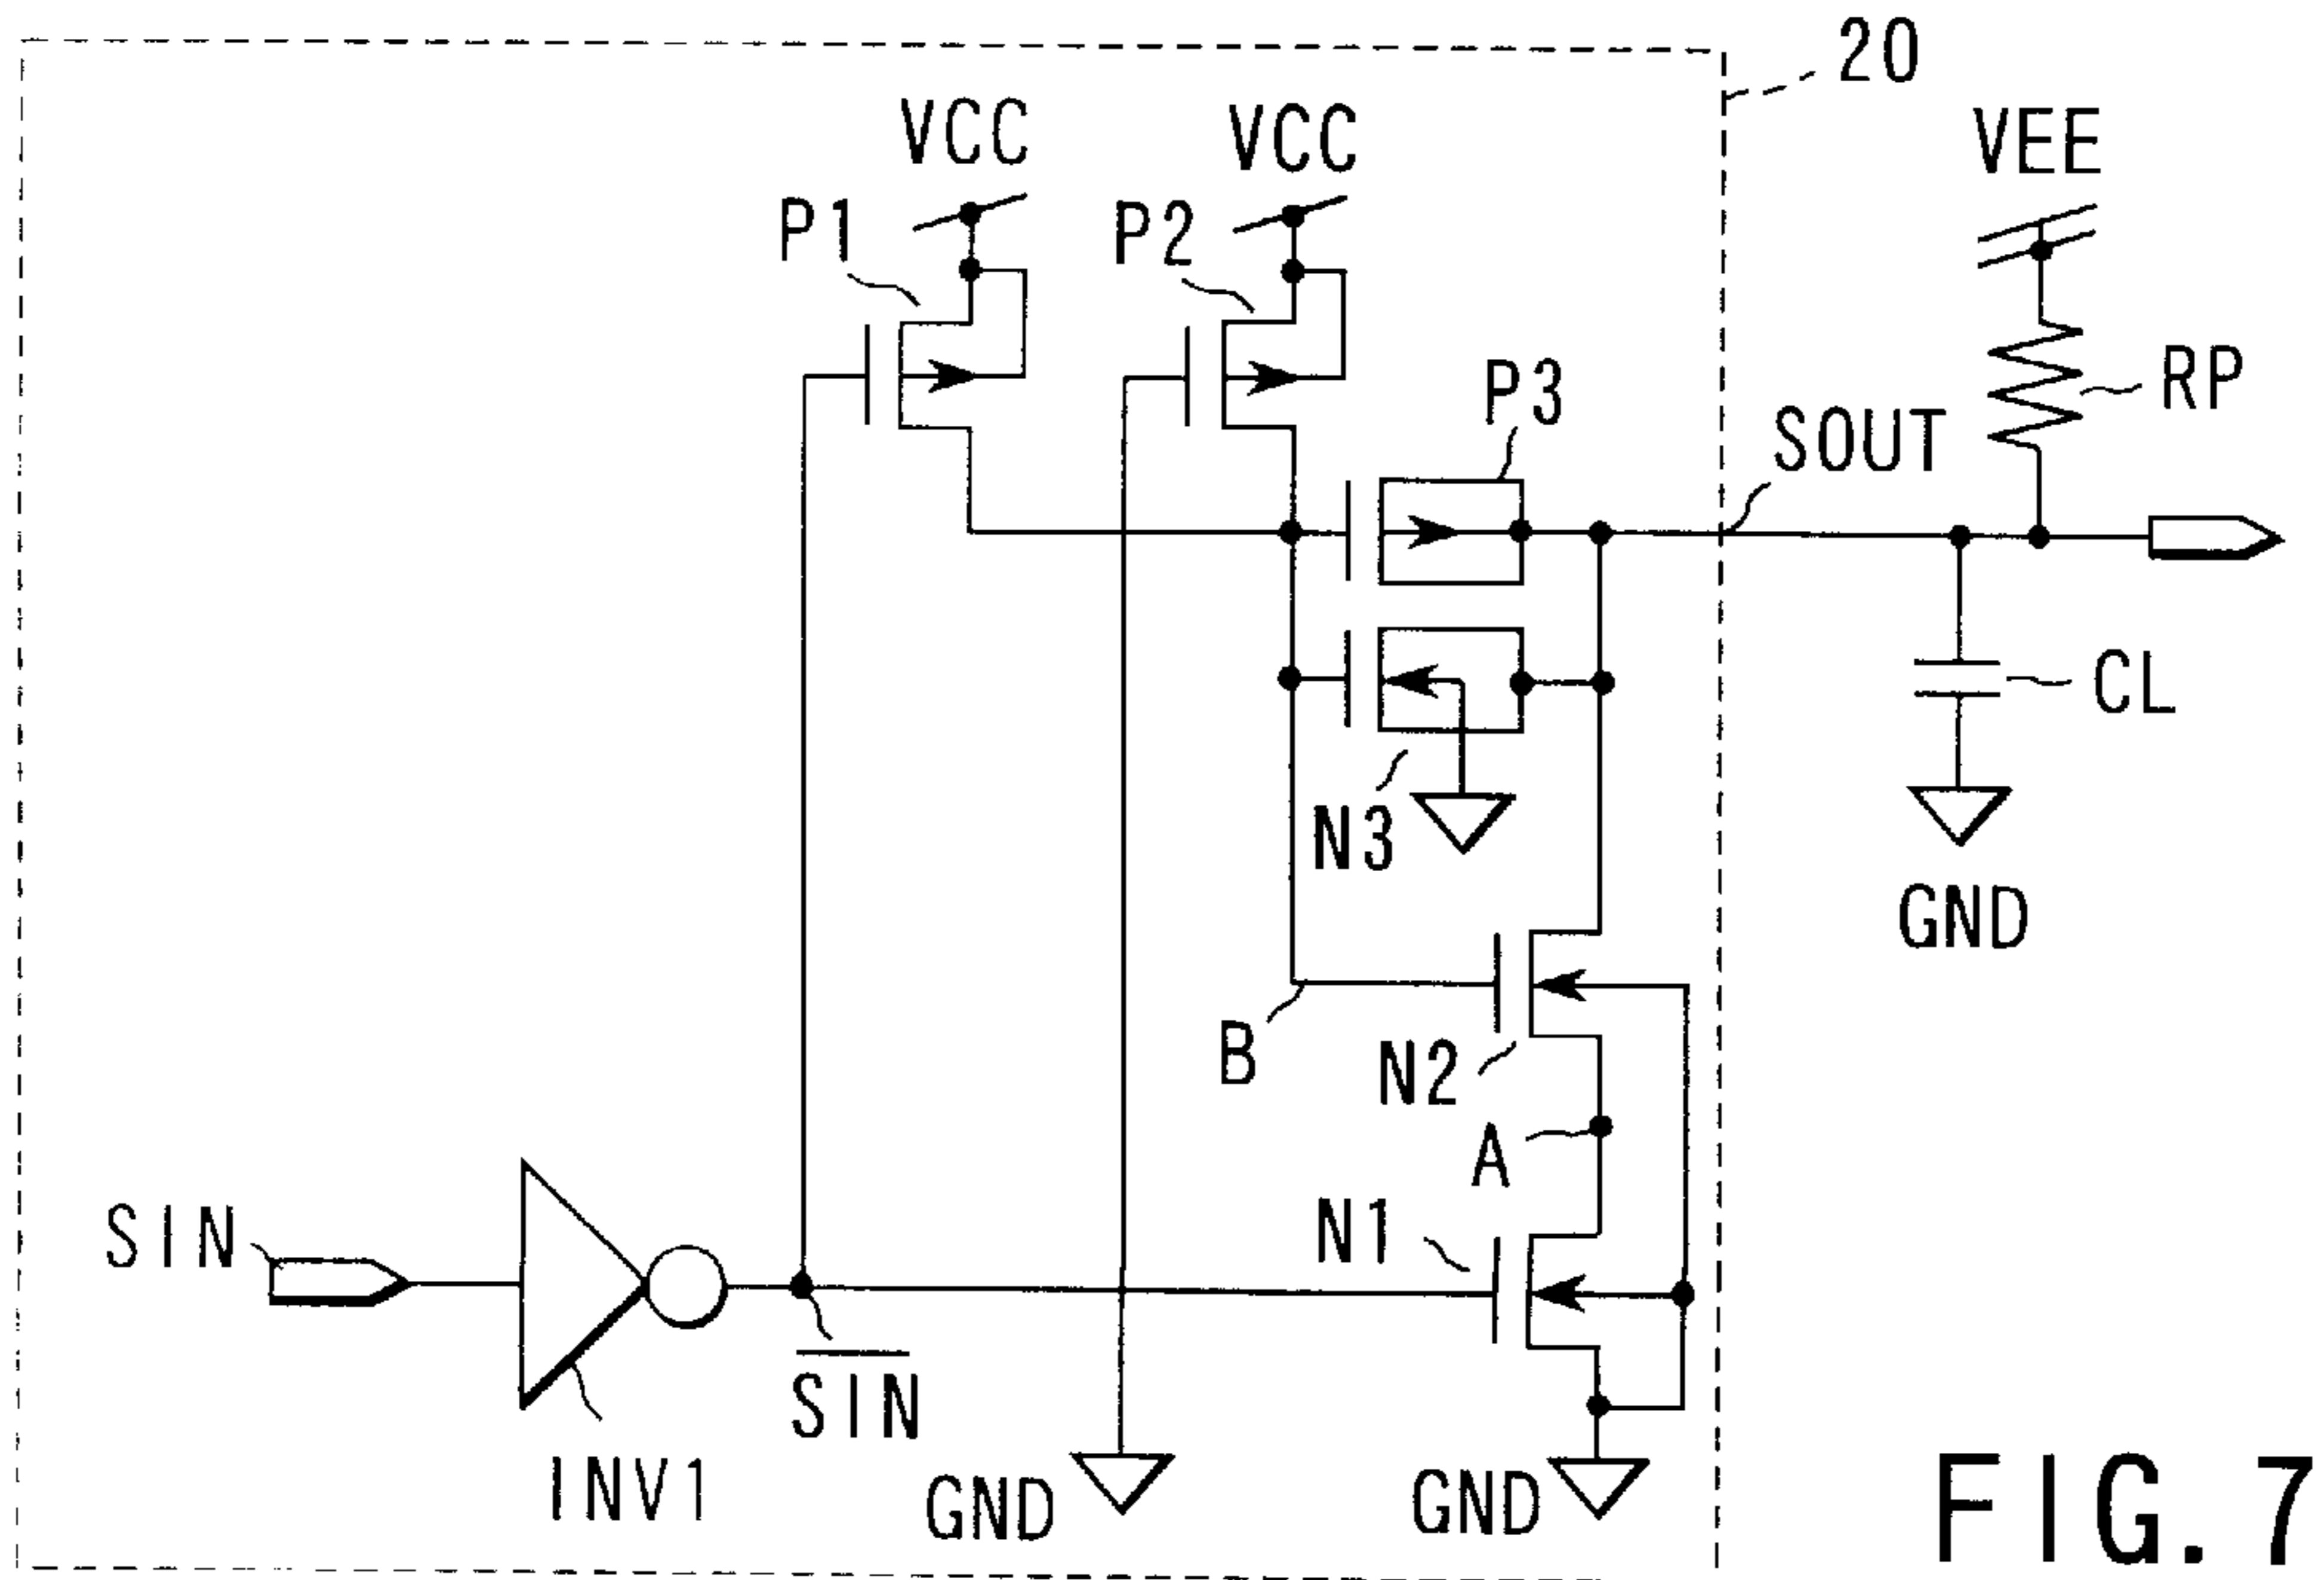 20
VCC
VCC
VEE
P1
P2
P3
RP
SOUT
CL
N3
GND
B
N2
A
N1
SIN
S̅I̅N̅
INV1
GND
GND
FIG. 7